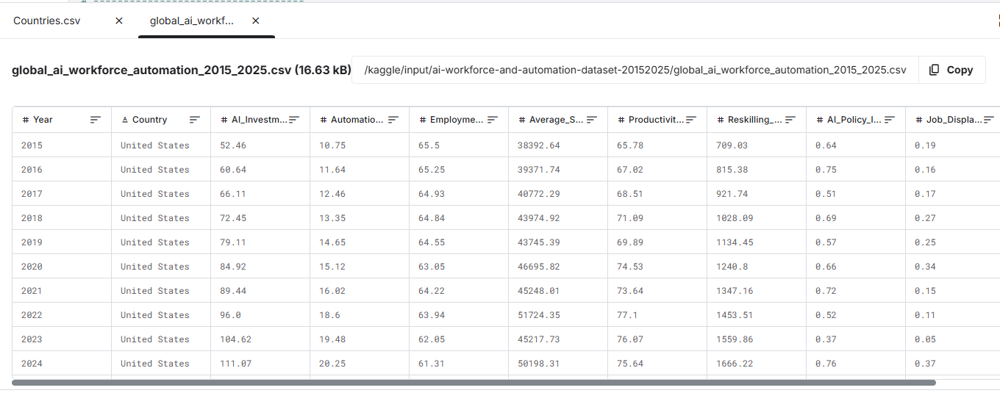 # --------------------------------
Countries.csv × global_ai_workf... ×
global_ai_workforce_automation_2015_2025.csv (16.63 kB) /kaggle/input/ai-workforce-and-automation-dataset-20152025/global_ai_workforce_automation_2015_2025.csv Copy
# Year A Country # AI_Investm... # Automatio... # Employme... # Average_S... # Productivit... # Reskilling_... # AI_Policy_I... # Job_Displa...
2015 United States 52.46 10.75 65.5 38392.64 65.78 709.03 0.64 0.19
2016 United States 60.64 11.64 65.25 39371.74 67.02 815.38 0.75 0.16
2017 United States 66.11 12.46 64.93 40772.29 68.51 921.74 0.51 0.17
2018 United States 72.45 13.35 64.84 43974.92 71.09 1028.09 0.69 0.27
2019 United States 79.11 14.65 64.55 43745.39 69.89 1134.45 0.57 0.25
2020 United States 84.92 15.12 63.05 46695.82 74.53 1240.8 0.66 0.34
2021 United States 89.44 16.02 64.22 45248.01 73.64 1347.16 0.72 0.15
2022 United States 96.0 18.6 63.94 51724.35 77.1 1453.51 0.52 0.11
2023 United States 104.62 19.48 62.05 45217.73 76.07 1559.86 0.37 0.05
2024 United States 111.07 20.25 61.31 50198.31 75.64 1666.22 0.76 0.37